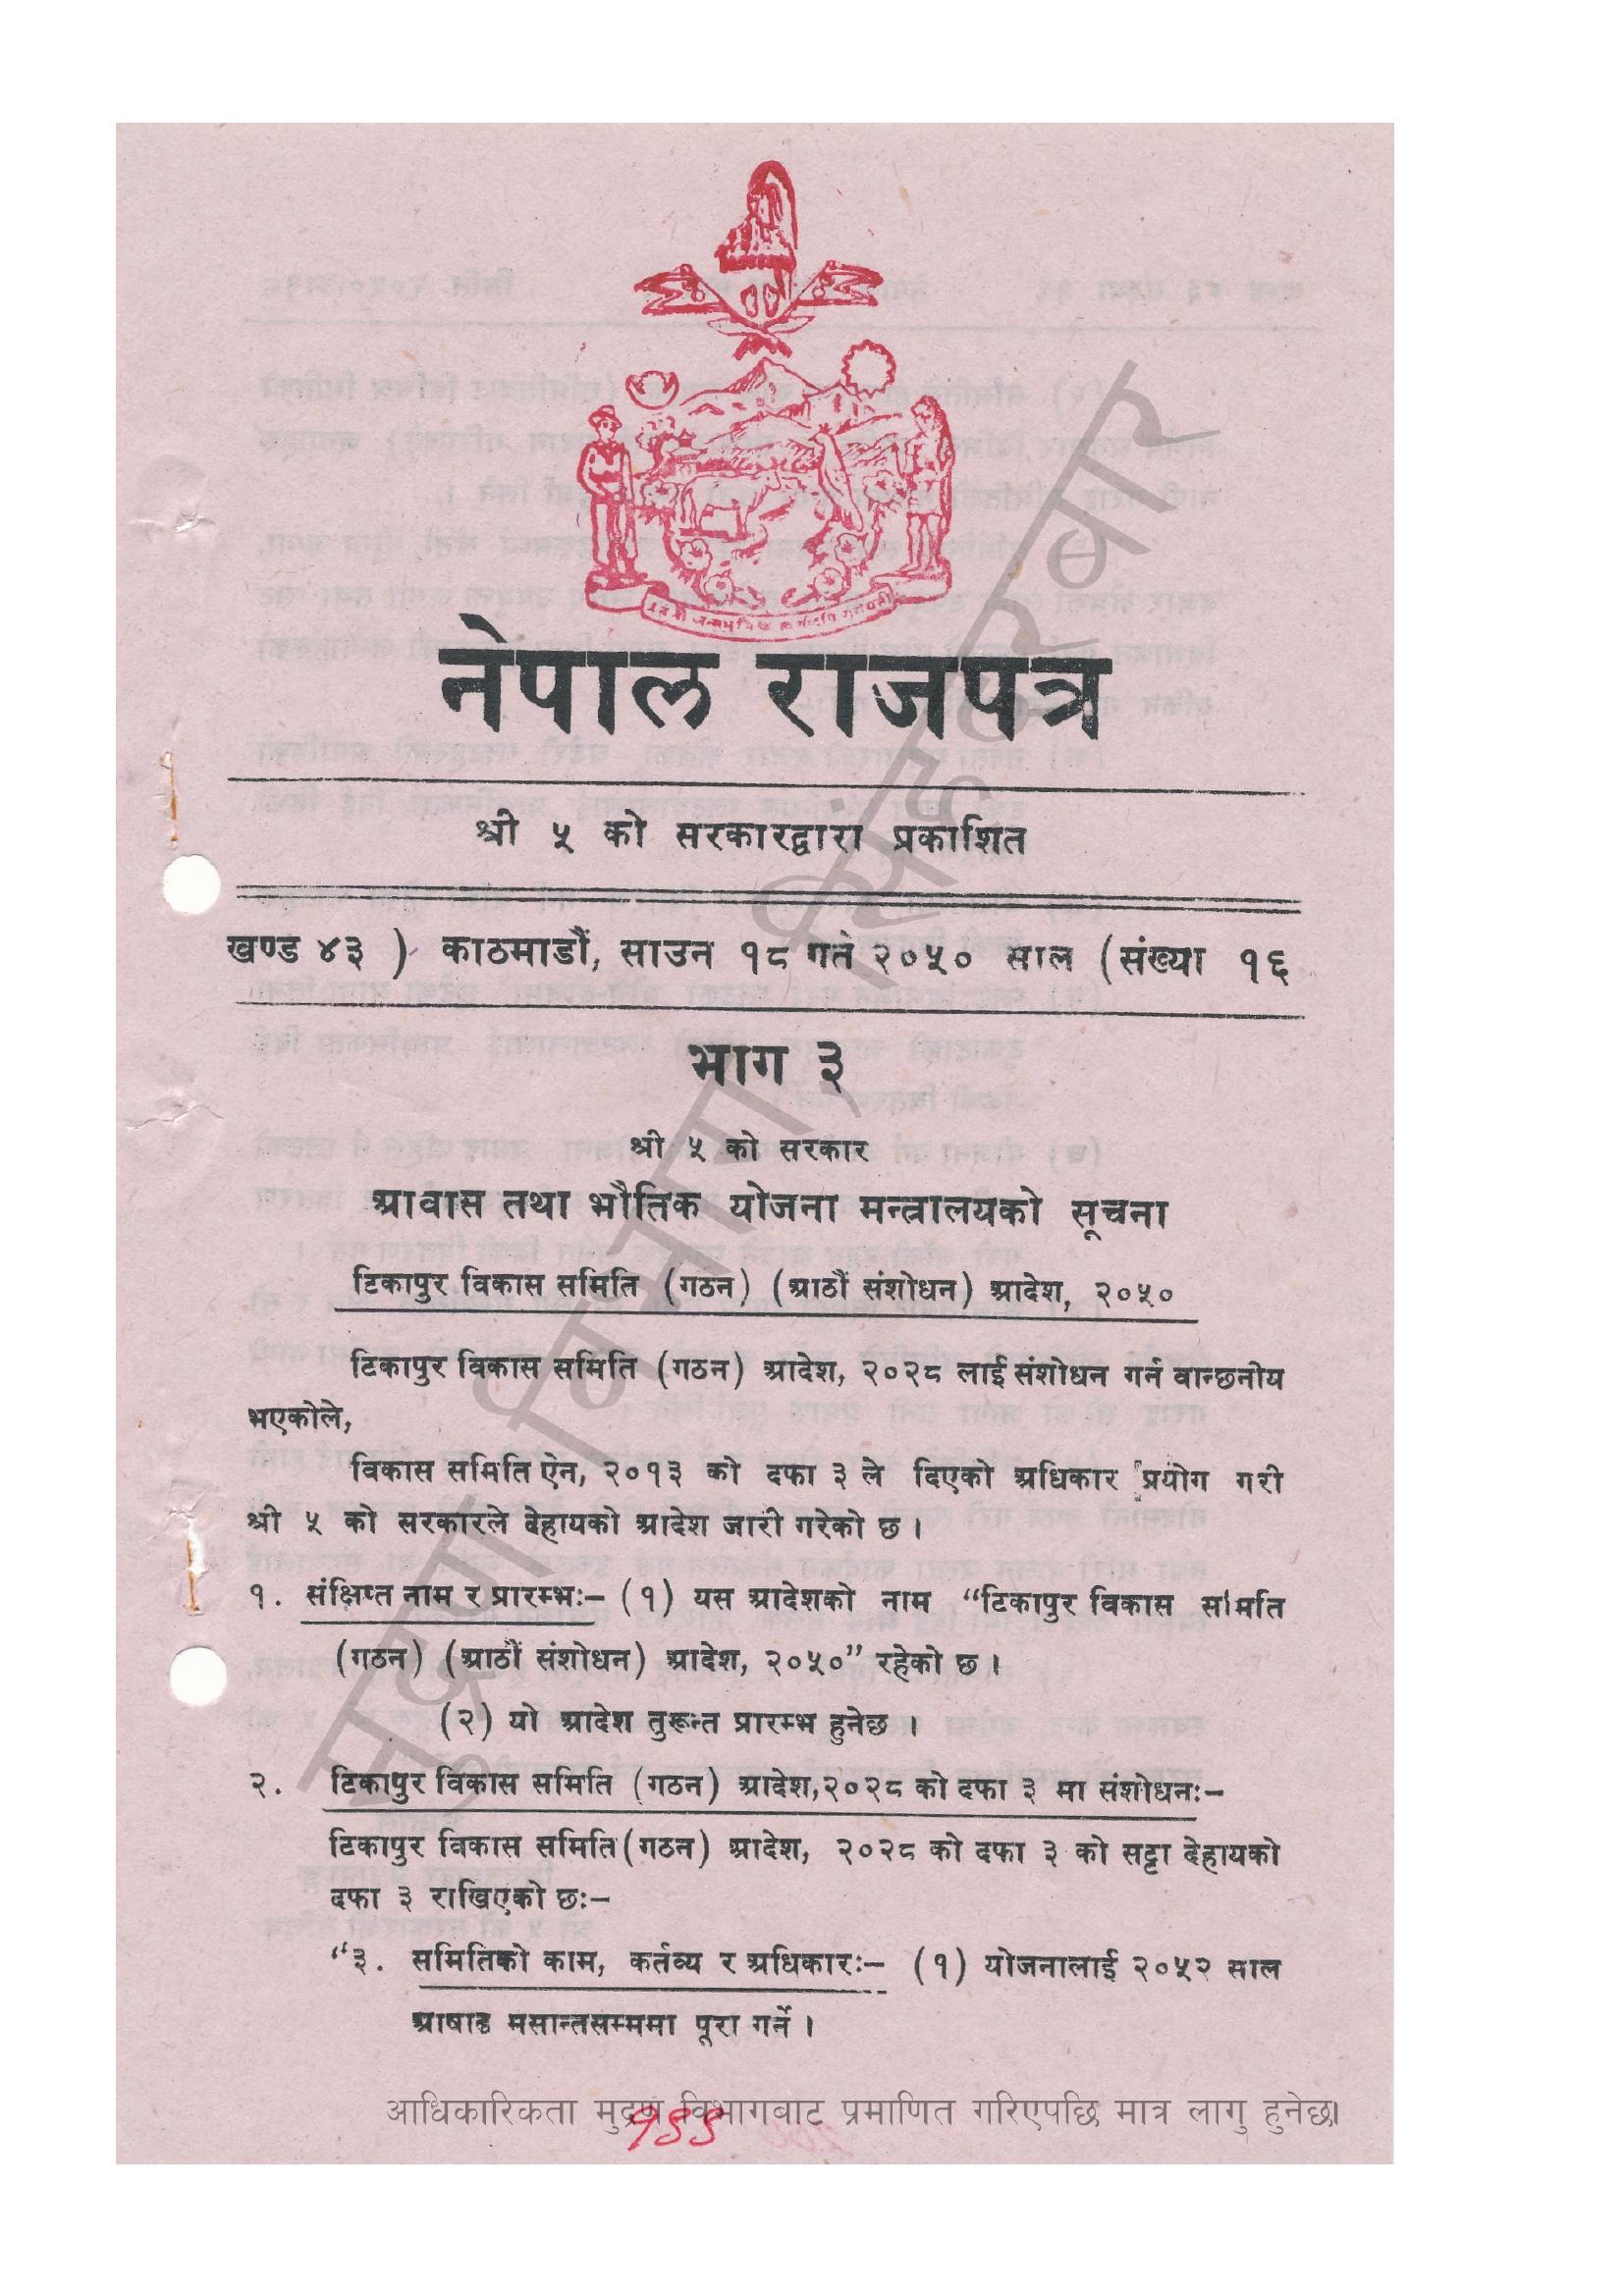 नेपाल राजपत्र
श्री ५ को सरकारद्वारा प्रकाशित
खण्ड ४३ ) काठमाडौं, साउन १८ गते २०५० साल (संख्या १६
भाग ३
श्री ५ को सरकार
आवास तथा भौतिक योजना मन्त्रालयको सूचना
टिकापुर विकास समिति (गठन) (आठौं संशोधन) आदेश, २०५०
टिकापुर विकास समिति (गठन) आदेश, २०२८ लाई संशोधन गर्न वान्छनीय
भएकोले,
विकास समिति ऐन, २०१३ को दफा ३ ले दिएको अधिकार प्रयोग गरी
श्री ५ को सरकारले देहायको आदेश जारी गरेको छ ।
१. संक्षिप्त नाम र प्रारम्भः– (१) यस आदेशको नाम “टिकापुर विकास समिति
(गठन) (आठौं संशोधन) आदेश, २०५०” रहेको छ ।
(२) यो आदेश तुरून्त प्रारम्भ हुनेछ ।
२. टिकापुर विकास समिति (गठन) आदेश,२०२८ को दफा ३ मा संशोधनः–
टिकापुर विकास समिति(गठन) आदेश, २०२८ को दफा ३ को सट्टा देहायको
दफा ३ राखिएको छः–
“३. समितिको काम, कर्तव्य र अधिकारः– (१) योजनालाई २०५२ साल
आषाढ मसान्तसम्ममा पूरा गर्ने ।
मुद्रण विभाग, सिंहदरबार
आधिकारिकता मुद्रण विभागबाट प्रमाणित गरिएपछि मात्र लागु हुनेछ।